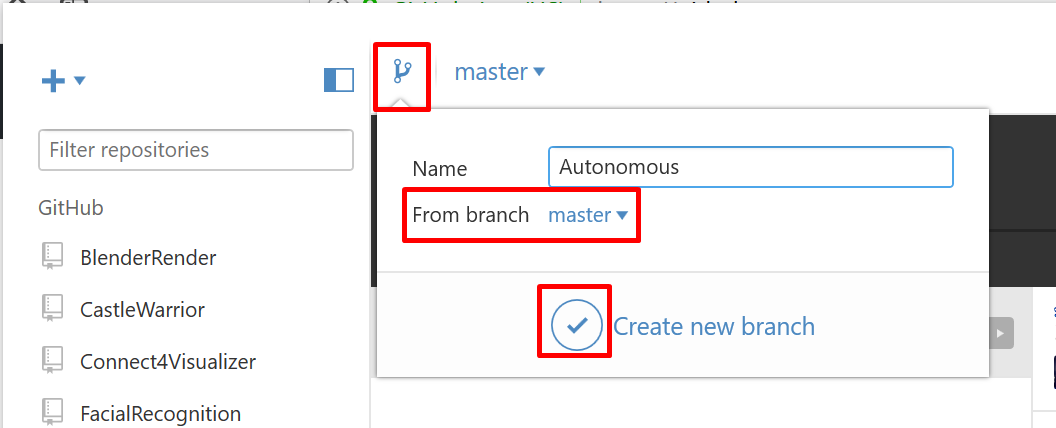 master
Filter repositories
Name
Autonomous
From branch master
GitHub
BlenderRender
CastleWarrior
Create new branch
Connect4Visualizer
FacialRecognition